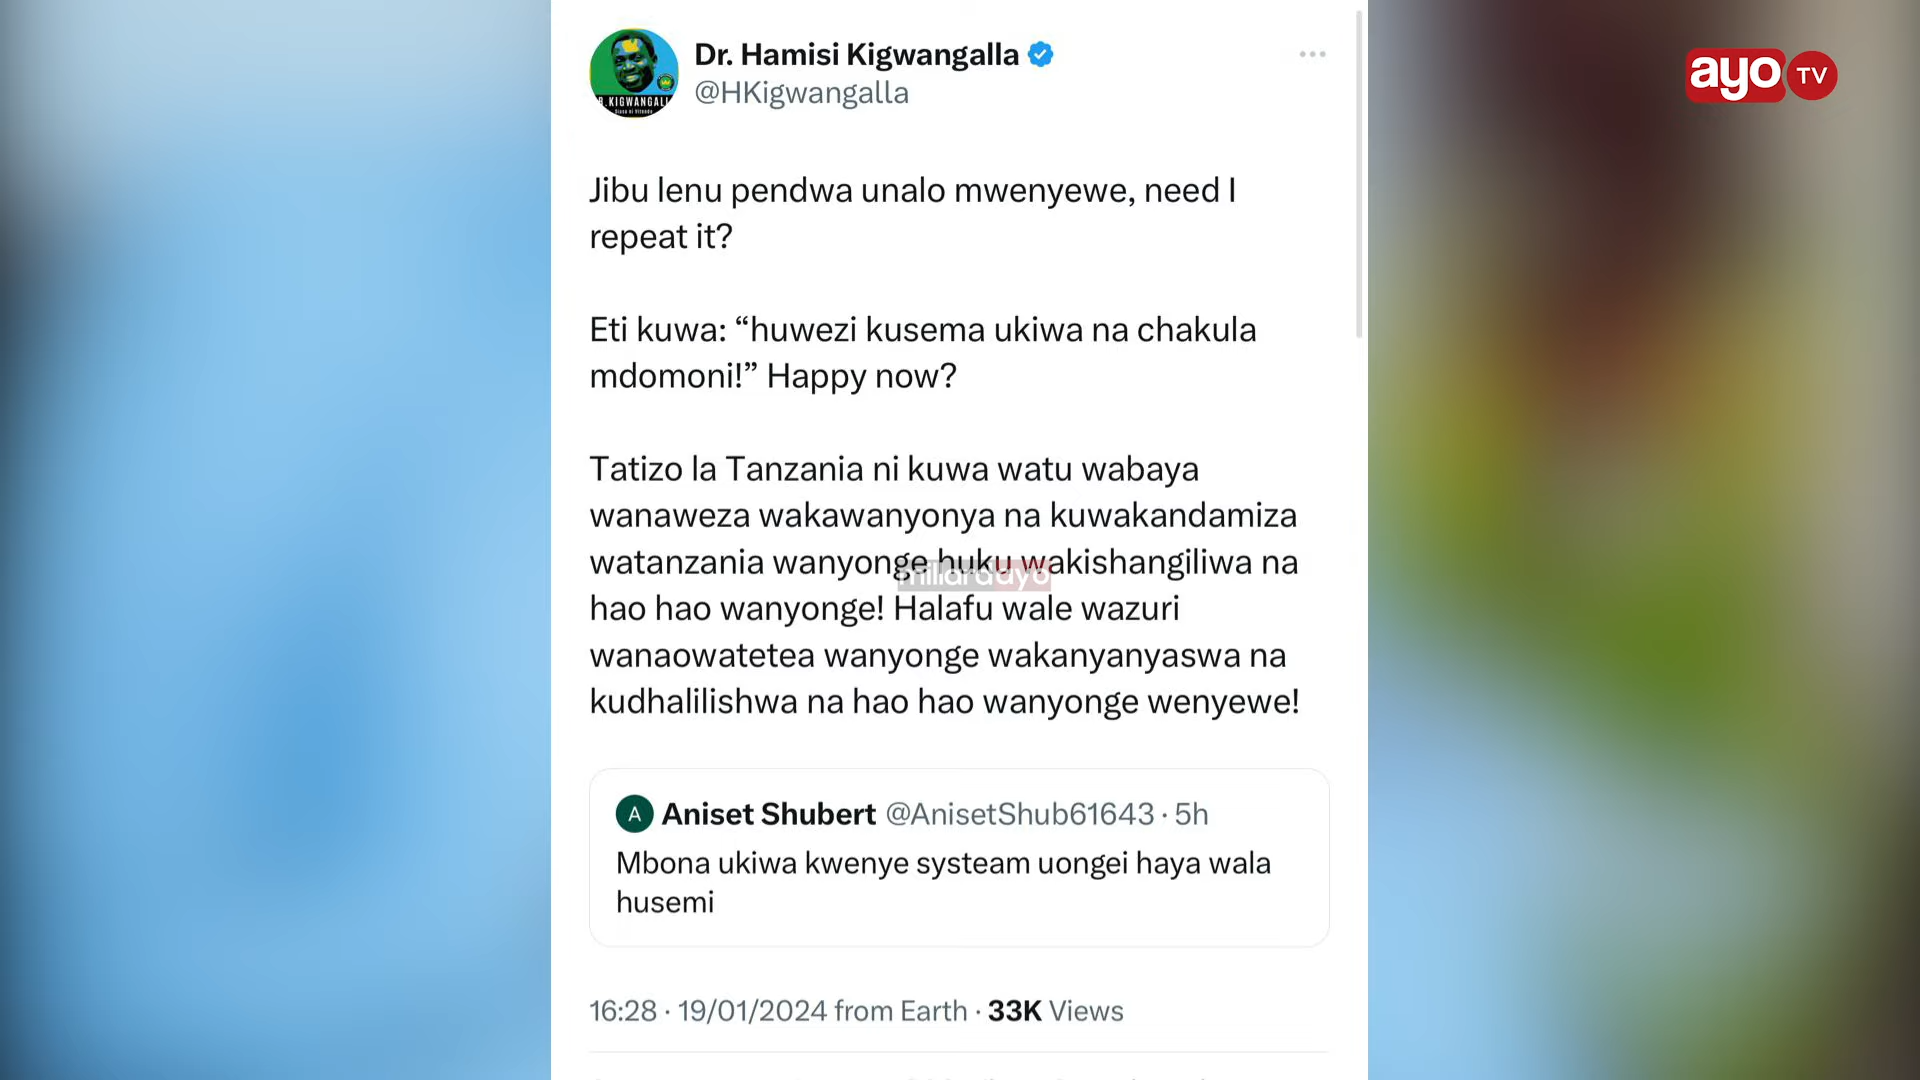 Dr. Hamisi Kigwangalla
@HKigwangalla
ayo TV
Jibu lenu pendwa unalo mwenyewe, need I
repeat it?
Eti kuwa: “huwezi kusema ukiwa na chakula
mdomoni!” Happy now?
Tatizo la Tanzania ni kuwa watu wabaya
wanaweza wakawanyonya na kuwakandamiza
watanzania wanyonge huku wakishangiliwa na
millardayo
hao hao wanyonge! Halafu wale wazuri
wanaowatetea wanyonge wakanyanyaswa na
kudhalilishwa na hao hao wanyonge wenyewe!
A Aniset Shubert @AnisetShub61643 · 5h
Mbona ukiwa kwenye systeam uongei haya wala
husemi
16:28 · 19/01/2024 from Earth · 33K Views